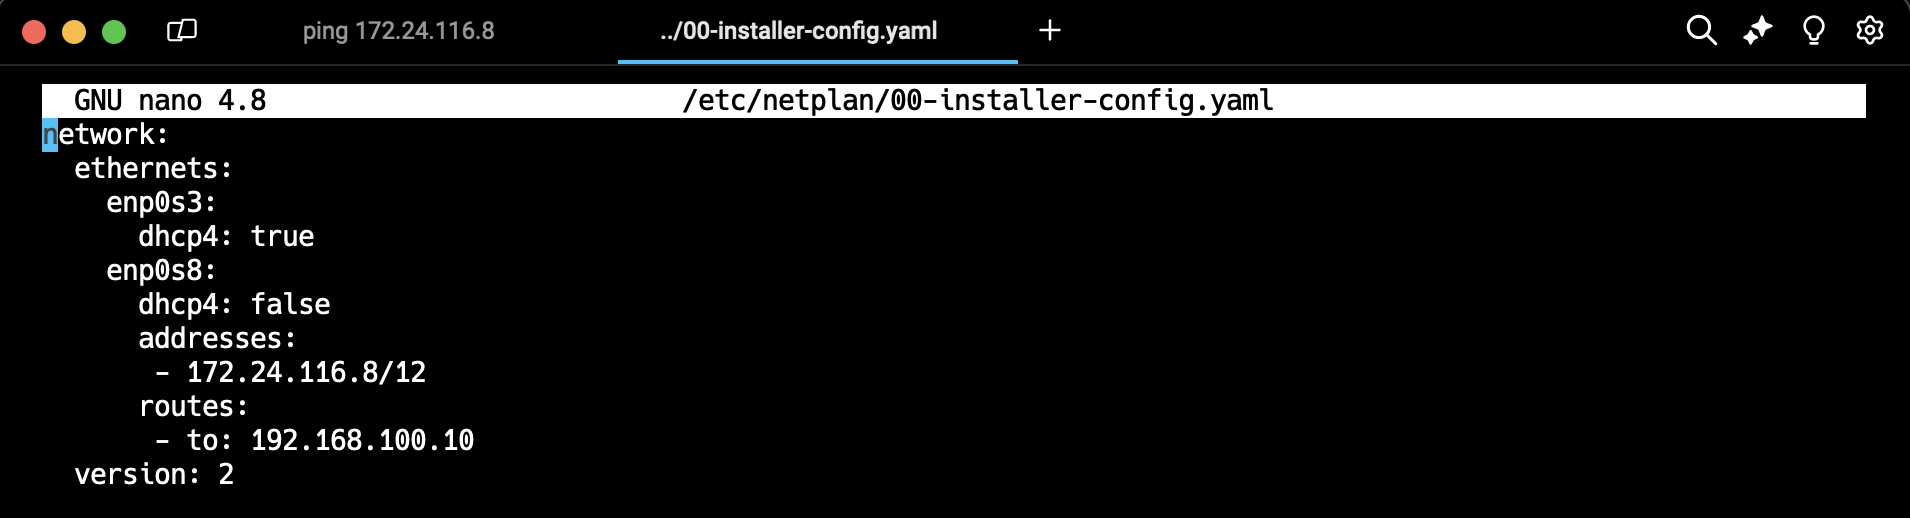 ping 172.24.116.8 ../00-installer-config.yaml +
GNU nano 4.8 /etc/netplan/00-installer-config.yaml
network:
  ethernets:
    enp0s3:
      dhcp4: true
    enp0s8:
      dhcp4: false
      addresses:
       - 172.24.116.8/12
      routes:
       - to: 192.168.100.10
  version: 2